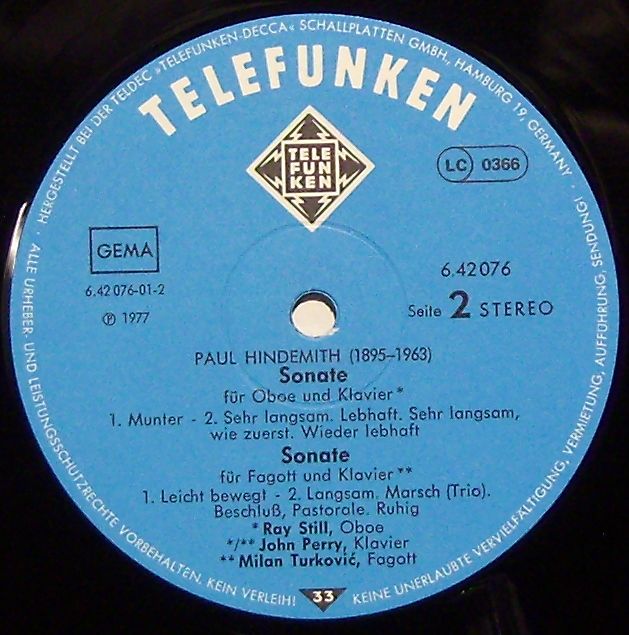 HERGESTELLT BEI DER TELDEC »TELEFUNKEN-DECCA« SCHALLPLATTEN GMBH., HAMBURG 19, GERMANY ·
TELEFUNKEN
TELE
FUN
KEN
LC 0366
GEMA
6.42 076-01-2
Ⓟ 1977
6.42 076
Seite 2 STEREO
PAUL HINDEMITH (1895–1963)
Sonate
für Oboe und Klavier*
1. Munter - 2. Sehr langsam. Lebhaft. Sehr langsam,
wie zuerst. Wieder lebhaft
Sonate
für Fagott und Klavier**
1. Leicht bewegt - 2. Langsam. Marsch (Trio).
Beschluß, Pastorale. Ruhig
*Ray Still, Oboe
*/**John Perry, Klavier
**Milan Turković, Fagott
33
· ALLE URHEBER- UND LEISTUNGSSCHUTZRECHTE VORBEHALTEN. KEIN VERLEIH! KEINE UNERLAUBTE VERVIELFÄLTIGUNG, VERMIETUNG, AUFFÜHRUNG, SENDUNG!